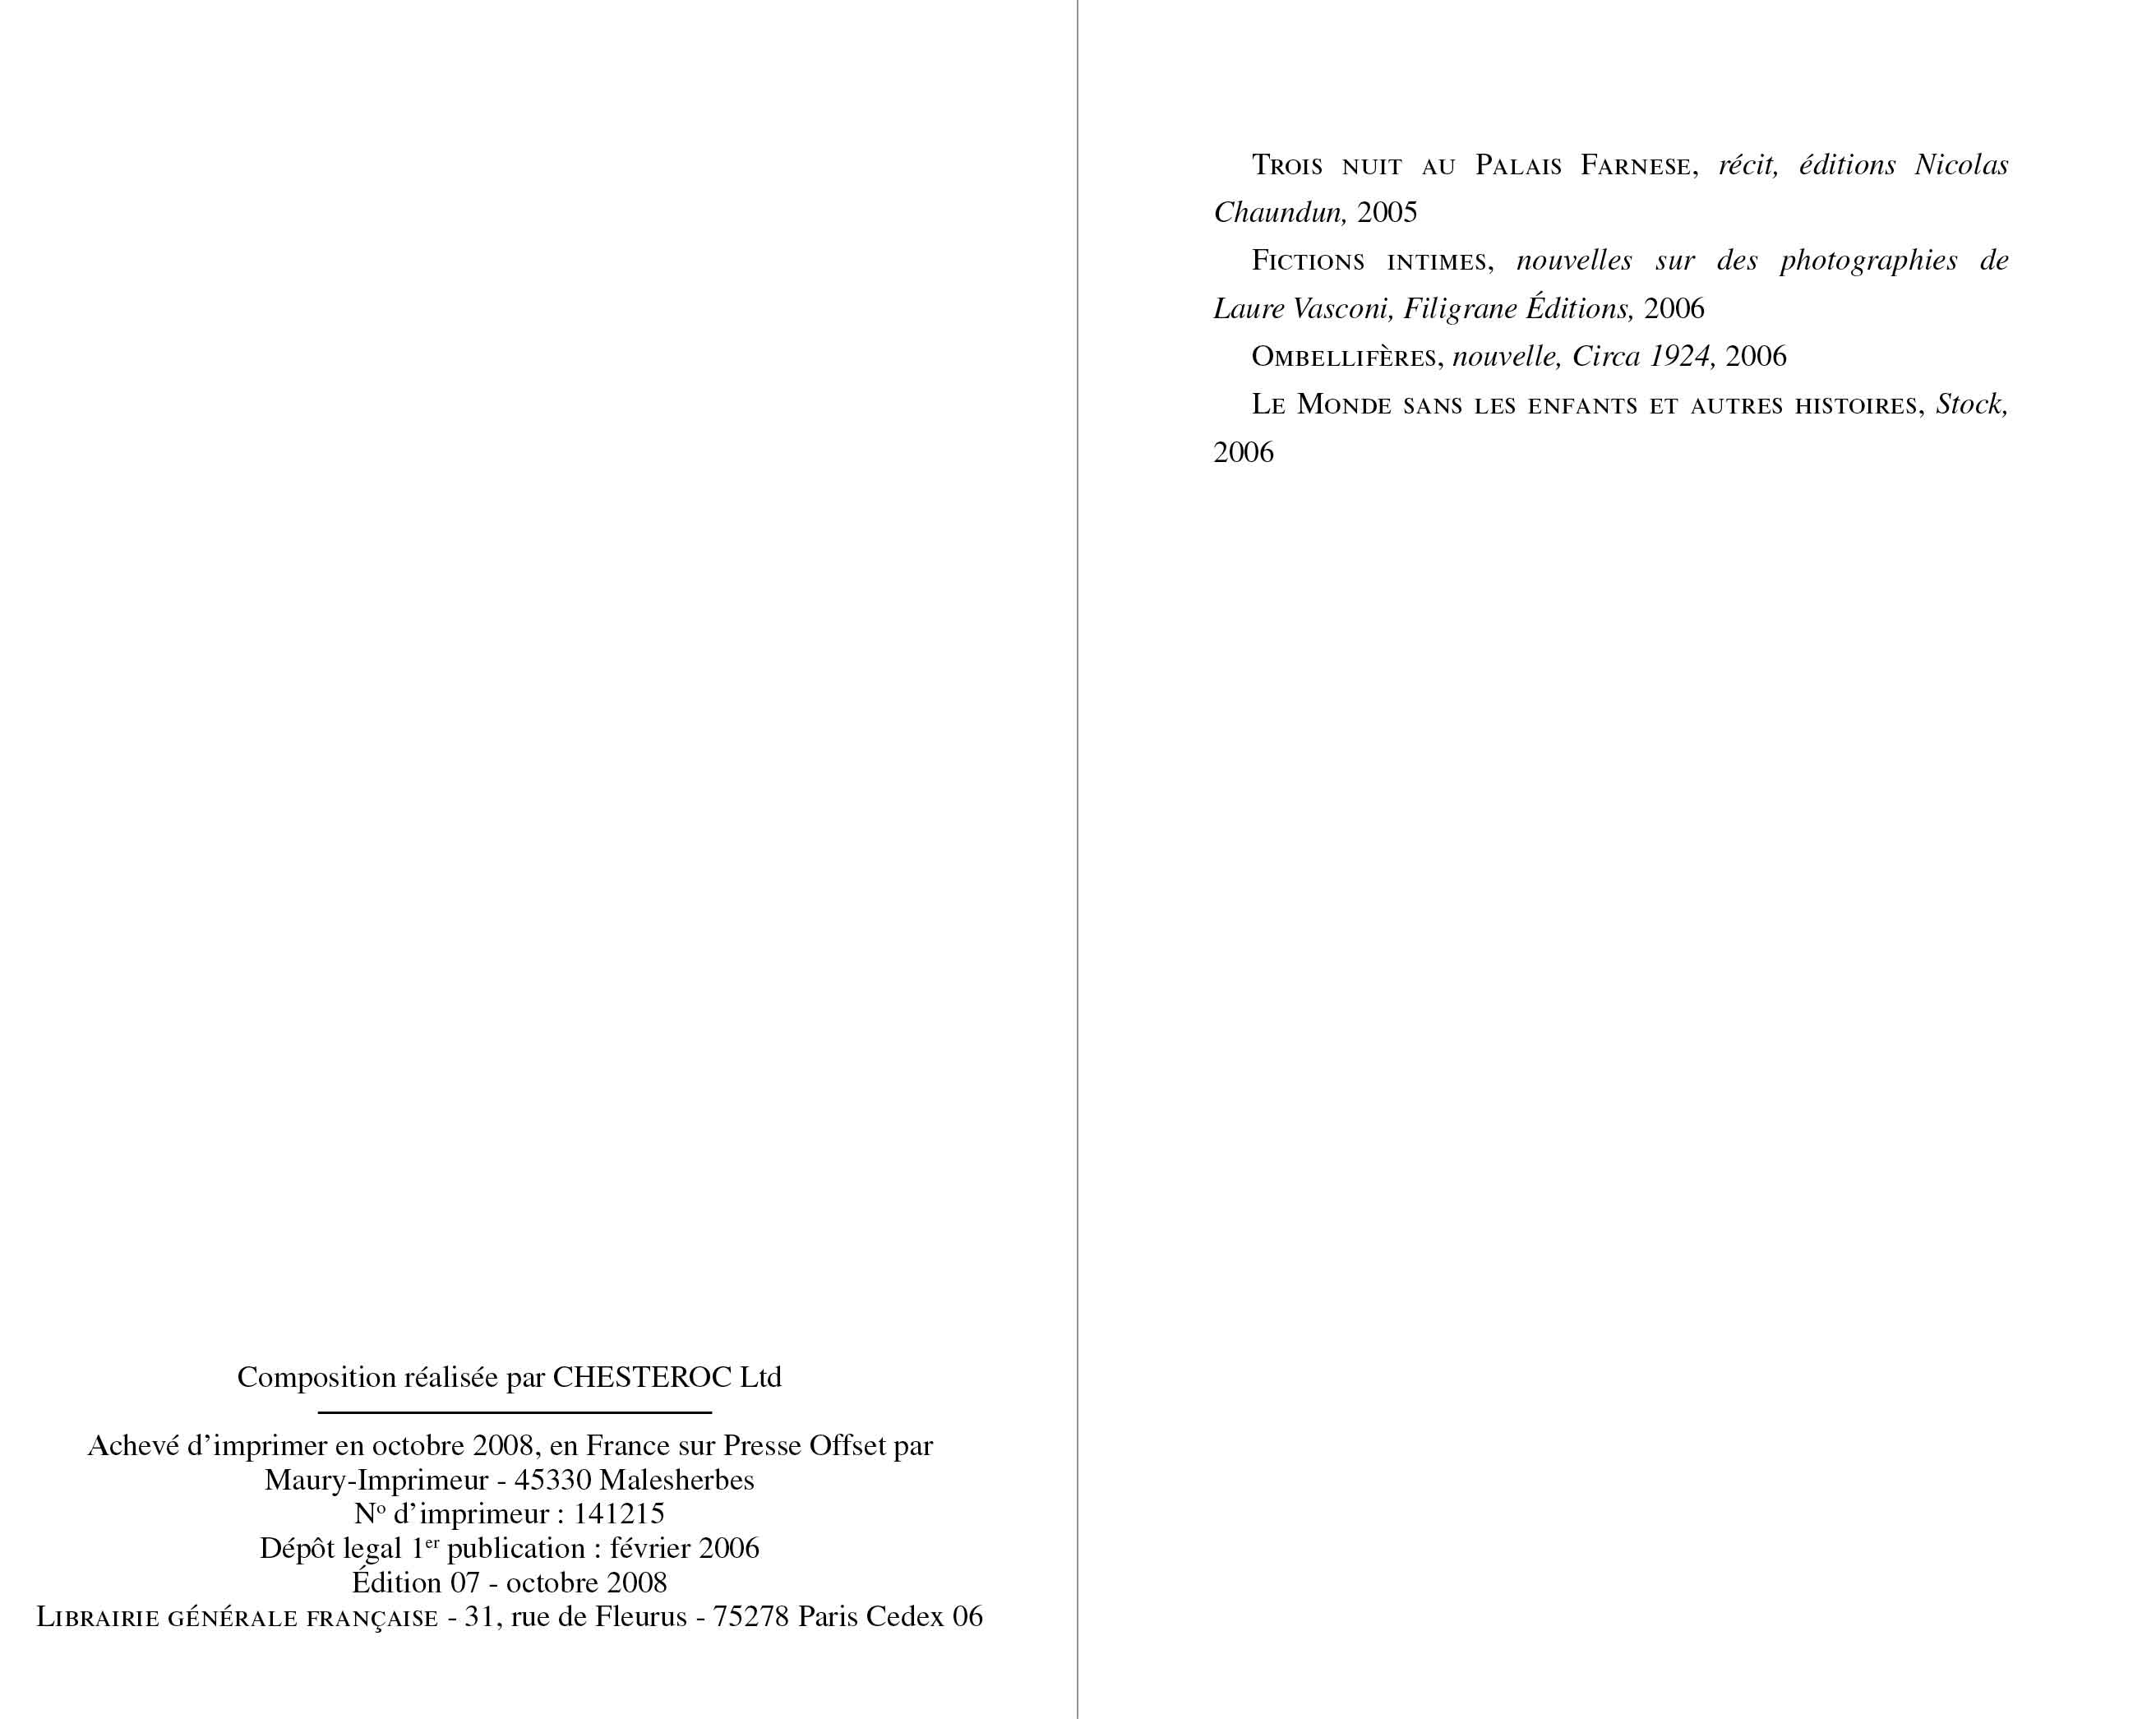 Composition réalisée par CHESTEROC Ltd
Achevé d’imprimer en octobre 2008, en France sur Presse Offset par
Maury-Imprimeur - 45330 Malesherbes
Nº d’imprimeur : 141215
Dépôt legal 1er publication : février 2006
Édition 07 - octobre 2008
Librairie générale française - 31, rue de Fleurus - 75278 Paris Cedex 06
Trois nuit au Palais Farnese, récit, éditions Nicolas
Chaundun, 2005
Fictions intimes, nouvelles sur des photographies de
Laure Vasconi, Filigrane Éditions, 2006
Ombellifères, nouvelle, Circa 1924, 2006
Le Monde sans les enfants et autres histoires, Stock,
2006